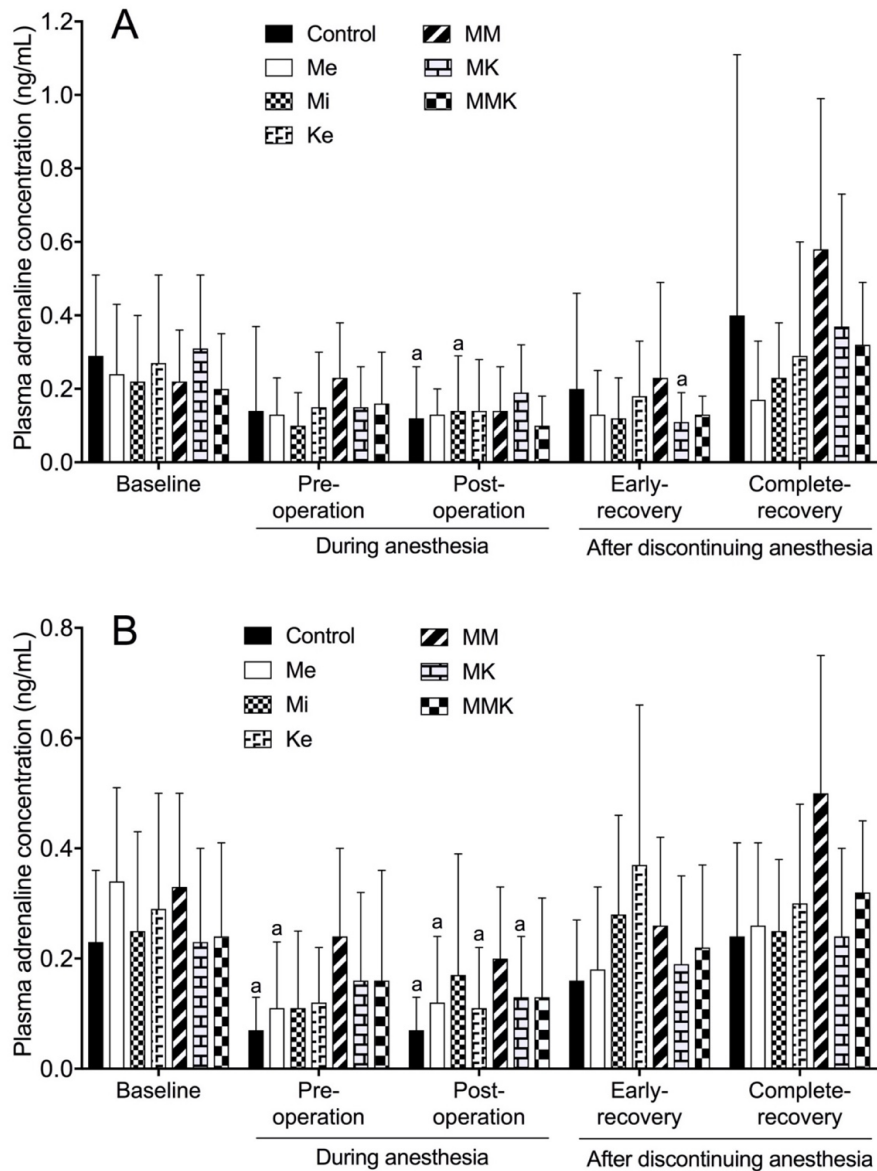 A
Control
Me
Mi
Ke
MM
MK
MMK
Plasma adrenaline concentration (ng/mL)
1.2
1.0
0.8
0.6
0.4
0.2
0.0
a
a
a
Baseline
Pre-
operation
Post-
operation
Early-
recovery
Complete-
recovery
During anesthesia
After discontinuing anesthesia
B
Control
Me
Mi
Ke
MM
MK
MMK
Plasma adrenaline concentration (ng/mL)
0.8
0.6
0.4
0.2
0.0
a
a
a
a
a
a
Baseline
Pre-
operation
Post-
operation
Early-
recovery
Complete-
recovery
During anesthesia
After discontinuing anesthesia